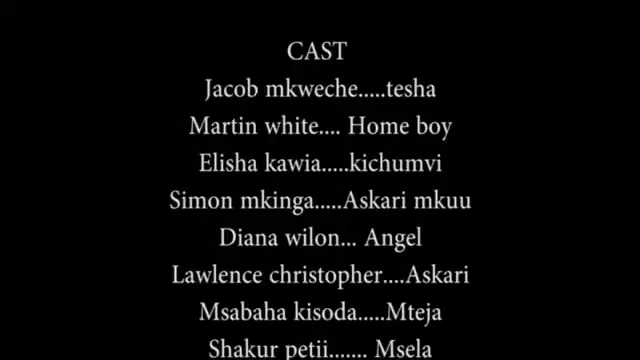 CAST
Jacob mkweche.....tesha
Martin white.... Home boy
Elisha kawia.....kichumvi
Simon mkinga.....Askari mkuu
Diana wilon... Angel
Lawlence christopher....Askari
Msabaha kisoda.....Mteja
Shakur petii....... Msela